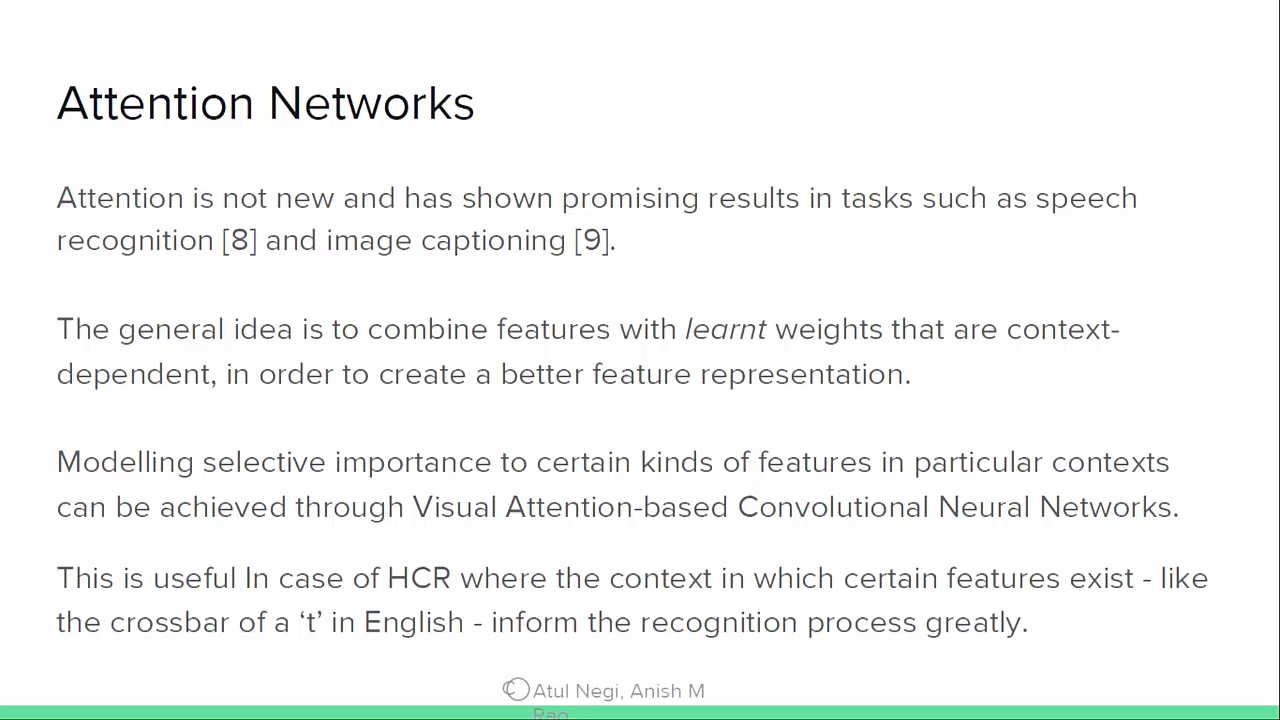 Attention Networks
Attention is not new and has shown promising results in tasks such as speech
recognition [8] and image captioning [9].
The general idea is to combine features with learnt weights that are context-
dependent, in order to create a better feature representation.
Modelling selective importance to certain kinds of features in particular contexts
can be achieved through Visual Attention-based Convolutional Neural Networks.
This is useful In case of HCR where the context in which certain features exist - like
the crossbar of a ‘t’ in English - inform the recognition process greatly.
© Atul Negi, Anish M
Rao